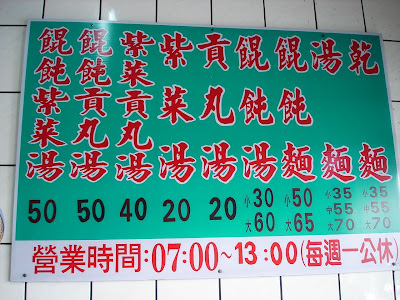 乾麵 小35 中55 大70
湯麵 小35 中55 大70
餛飩麵 小50 大65
餛飩湯 小30 大60
貢丸湯 20
紫菜湯 20
紫菜貢丸湯 40
餛飩貢丸湯 50
餛飩紫菜湯 50
營業時間:07:00~13:00(每週一公休)